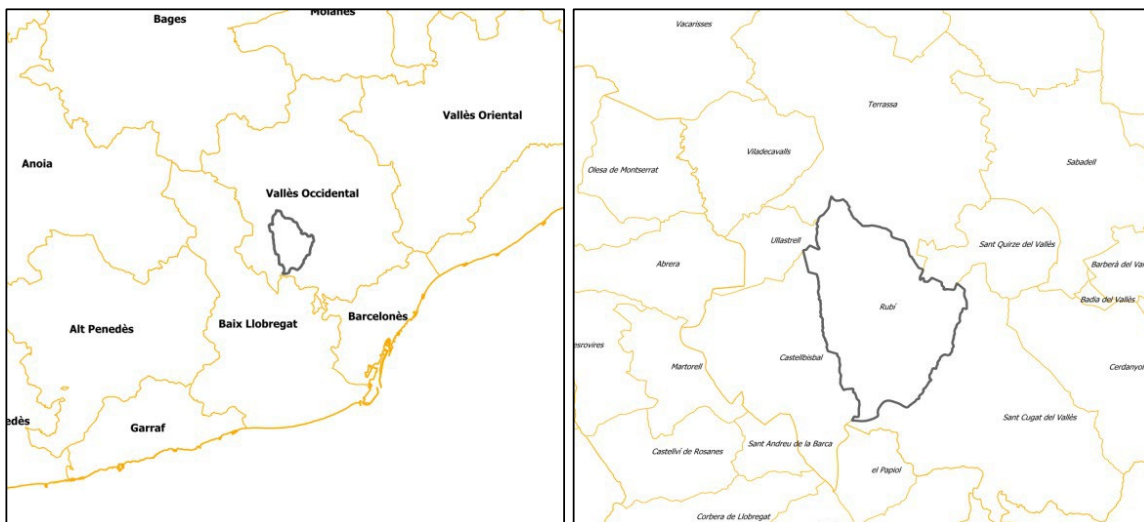 Bages
Moianès
Vallès Oriental
Anoia
Vallès Occidental
Alt Penedès
Baix Llobregat
Barcelonès
edès
Garraf
Vacarisses
Terrassa
Viladecavalls
Olesa de Montserrat
Sabadell
Ullastrell
Sant Quirze del Vallès
Abrera
Barberà del Val
Badia del Vallès
Rubí
esrovires
Castellbisbal
Martorell
Cerdanyol
Sant Cugat del Vallès
Sant Andreu de la Barca
Castellví de Rosanes
el Papiol
Corbera de Llobregat